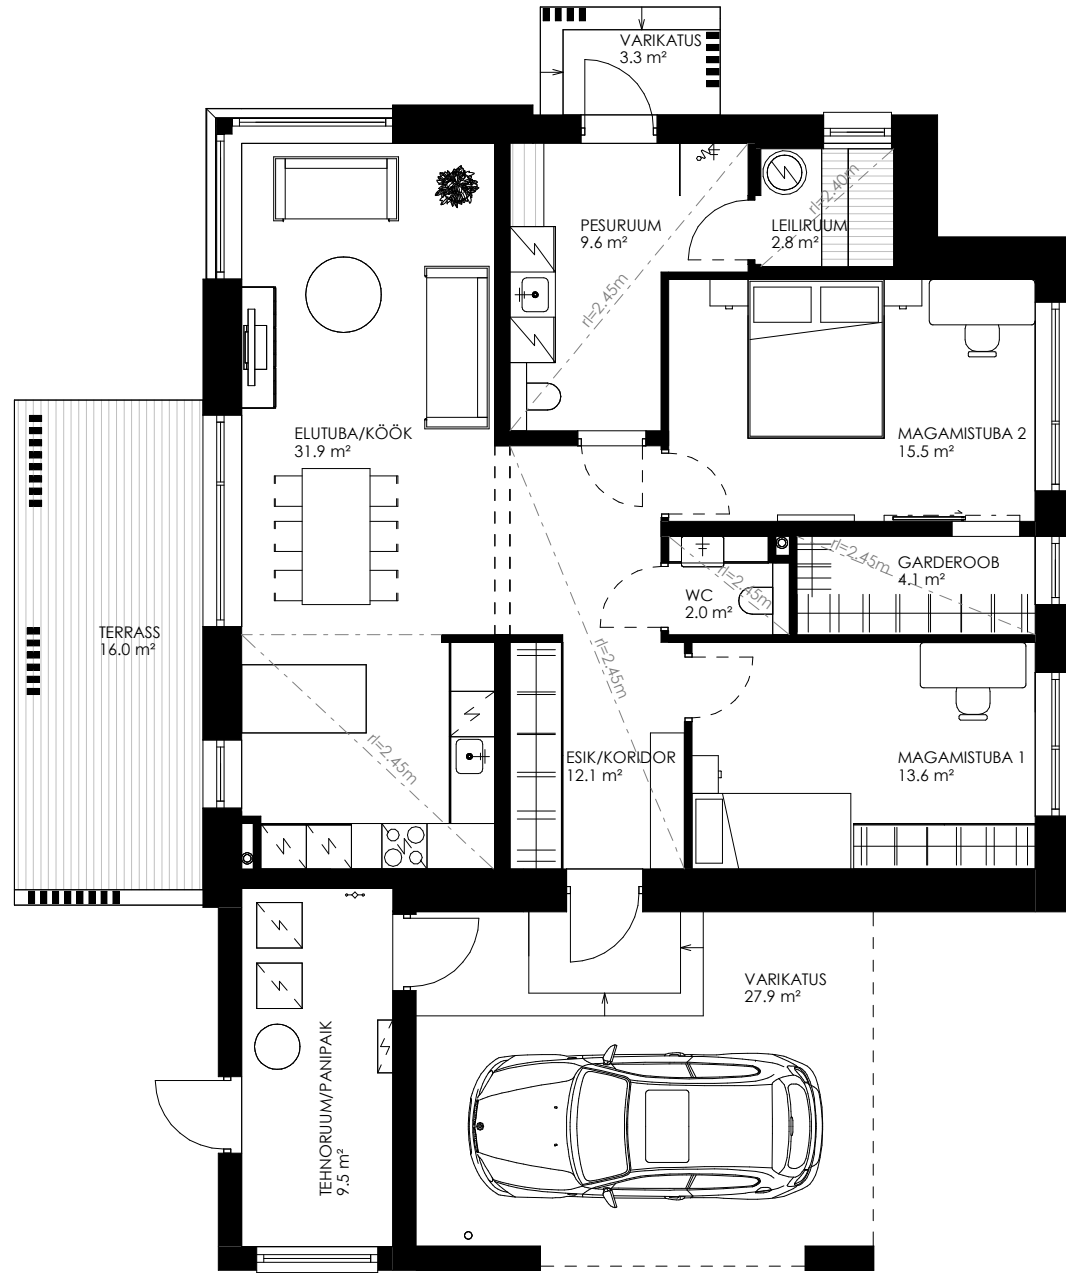 VARIKATUS
3.3 m²
PESURUUM
9.6 m²
LEILIRUUM
2.8 m²
rl=2.40m
rl=2.45m
ELUTUBA/KÖÖK
31.9 m²
MAGAMISTUBA 2
15.5 m²
rl=2.45m
GARDEROOB
4.1 m²
rl=2.45m
WC
2.0 m²
TERRASS
16.0 m²
rl=2.45m
rl=2.45m
ESIK/KORIDOR
12.1 m²
MAGAMISTUBA 1
13.6 m²
VARIKATUS
27.9 m²
TEHNORUUM/PANIPAIK
9.5 m²